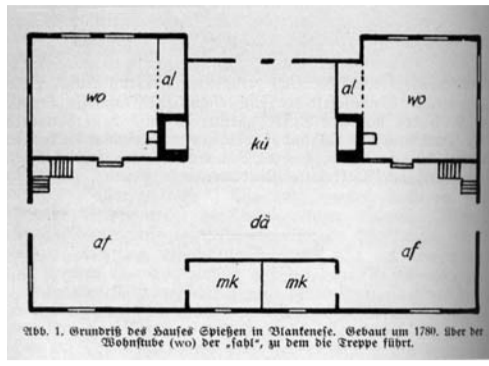 al
al
wo
wo
kü
dä
af
af
mk
mk
Abb. 1. Grundriß des Hauses Spießen in Blankenese. Gebaut um 1780. Über der
Wohnstube (wo) der „sahl“, zu dem die Treppe führt.